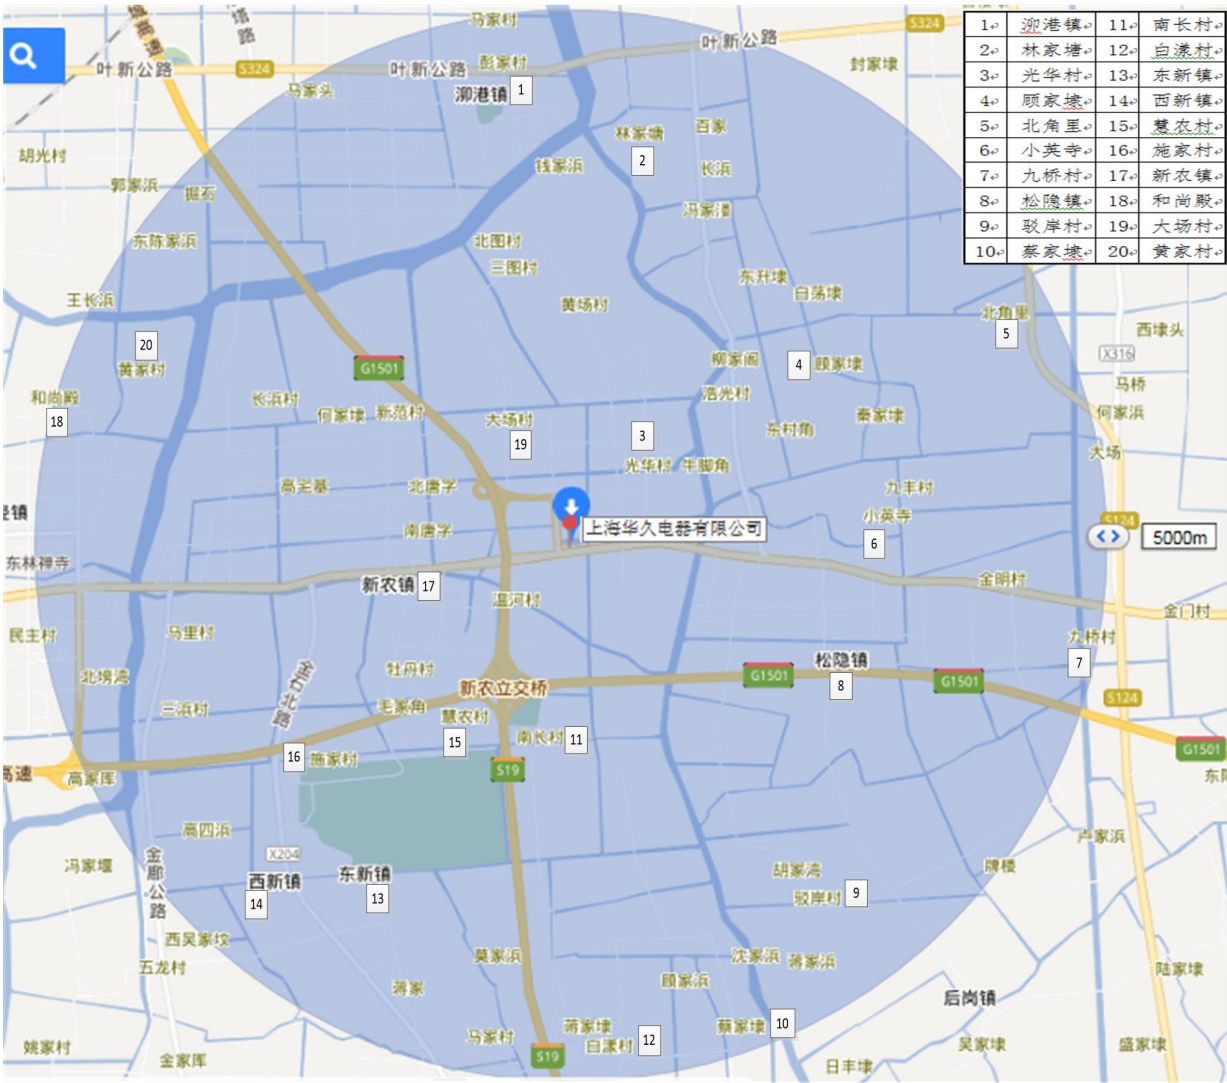 马家村
S324
叶新公路
叶新公路
S324
叶新公路
彭家村
马家头
泖港镇 1
封家埭
林家塘
2
百家
长浜
胡光村
钱家浜
郭家浜
掘石
冯家溇
东陈家浜
北图村
三图村
东升埭
白荡埭
王长浜
黄场村
北角里
5
西埭头
X316
20
黄家村
G1501
柳家阁
4 顾家埭
马桥
和尚殿
18
长浜村
何家埭
新范村
浩光村
秦家埭
何家浜
大场村
19
3
东村角
大场
光华村
牛脚角
高宅基
北唐字
九丰村
小英寺
6
S124
上海华久电器有限公司
5000m
南唐字
东林禅寺
新农镇 17
温河村
金明村
金门村
民主村
马里村
九桥村
7
北塝湾
金石北路
牡丹村
松隐镇
8
G1501
G1501
新农立交桥
S124
三浜村
毛家角
慧农村
15
南长村 11
G1501
16 施家村
S19
高速
高家厍
高四浜
卢家浜
X204
冯家堰
金廊公路
西新镇
14
东新镇
13
胡家湾
驳岸村 9
牌楼
西吴家坟
五龙村
莫家浜
沈家浜
蒋家浜
顾家浜
陆家埭
蒋家
后岗镇
蔡家埭 10
马家村
蒋家埭
白漾村 12
S19
姚家村
金家厍
日丰埭
吴家埭
盛家埭
1 泖港镇 11 南长村
2 林家塘 12 白漾村
3 光华村 13 东新镇
4 顾家埭 14 西新镇
5 北角里 15 慧农村
6 小英寺 16 施家村
7 九桥村 17 新农镇
8 松隐镇 18 和尚殿
9 驳岸村 19 大场村
10 蔡家埭 20 黄家村